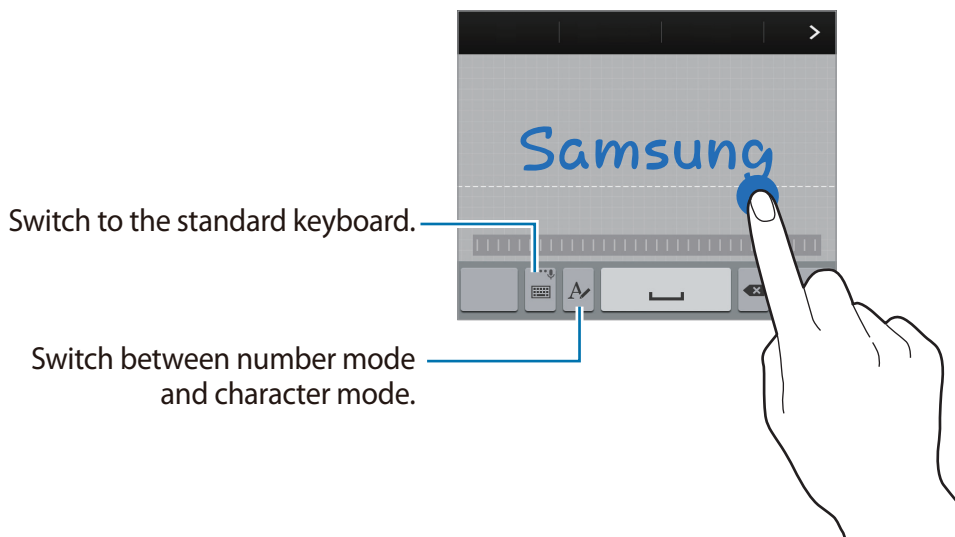 Samsung
Switch to the standard keyboard.
A
Switch between number mode
and character mode.